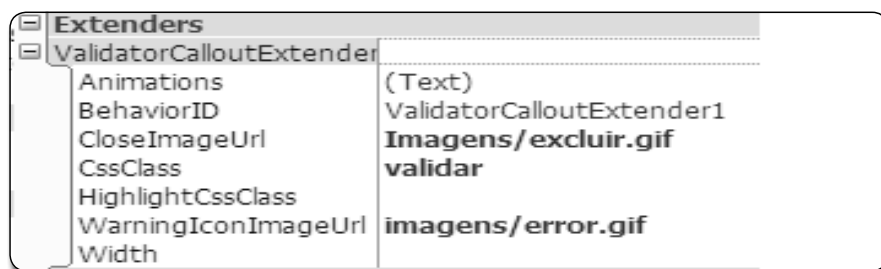 Extenders
ValidatorCalloutExtender
Animations (Text)
BehaviorID ValidatorCalloutExtender1
CloseImageUrl Imagens/excluir.gif
CssClass validar
HighlightCssClass
WarningIconImageUrl imagens/error.gif
Width